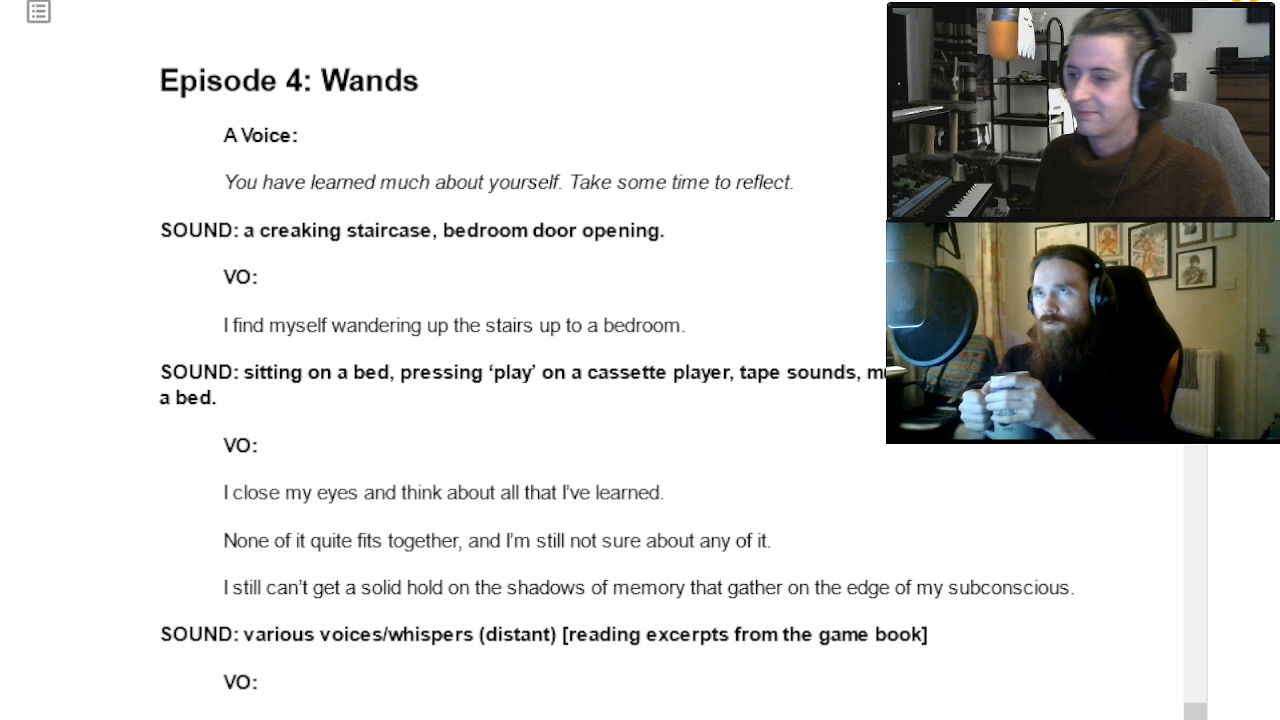 Episode 4: Wands
A Voice:
You have learned much about yourself. Take some time to reflect.
SOUND: a creaking staircase, bedroom door opening.
VO:
I find myself wandering up the stairs up to a bedroom.
SOUND: sitting on a bed, pressing ‘play’ on a cassette player, tape sounds,
a bed.
VO:
I close my eyes and think about all that I’ve learned.
None of it quite fits together, and I’m still not sure about any of it.
I still can’t get a solid hold on the shadows of memory that gather on the edge of my subconscious.
SOUND: various voices/whispers (distant) [reading excerpts from the game book]
VO: